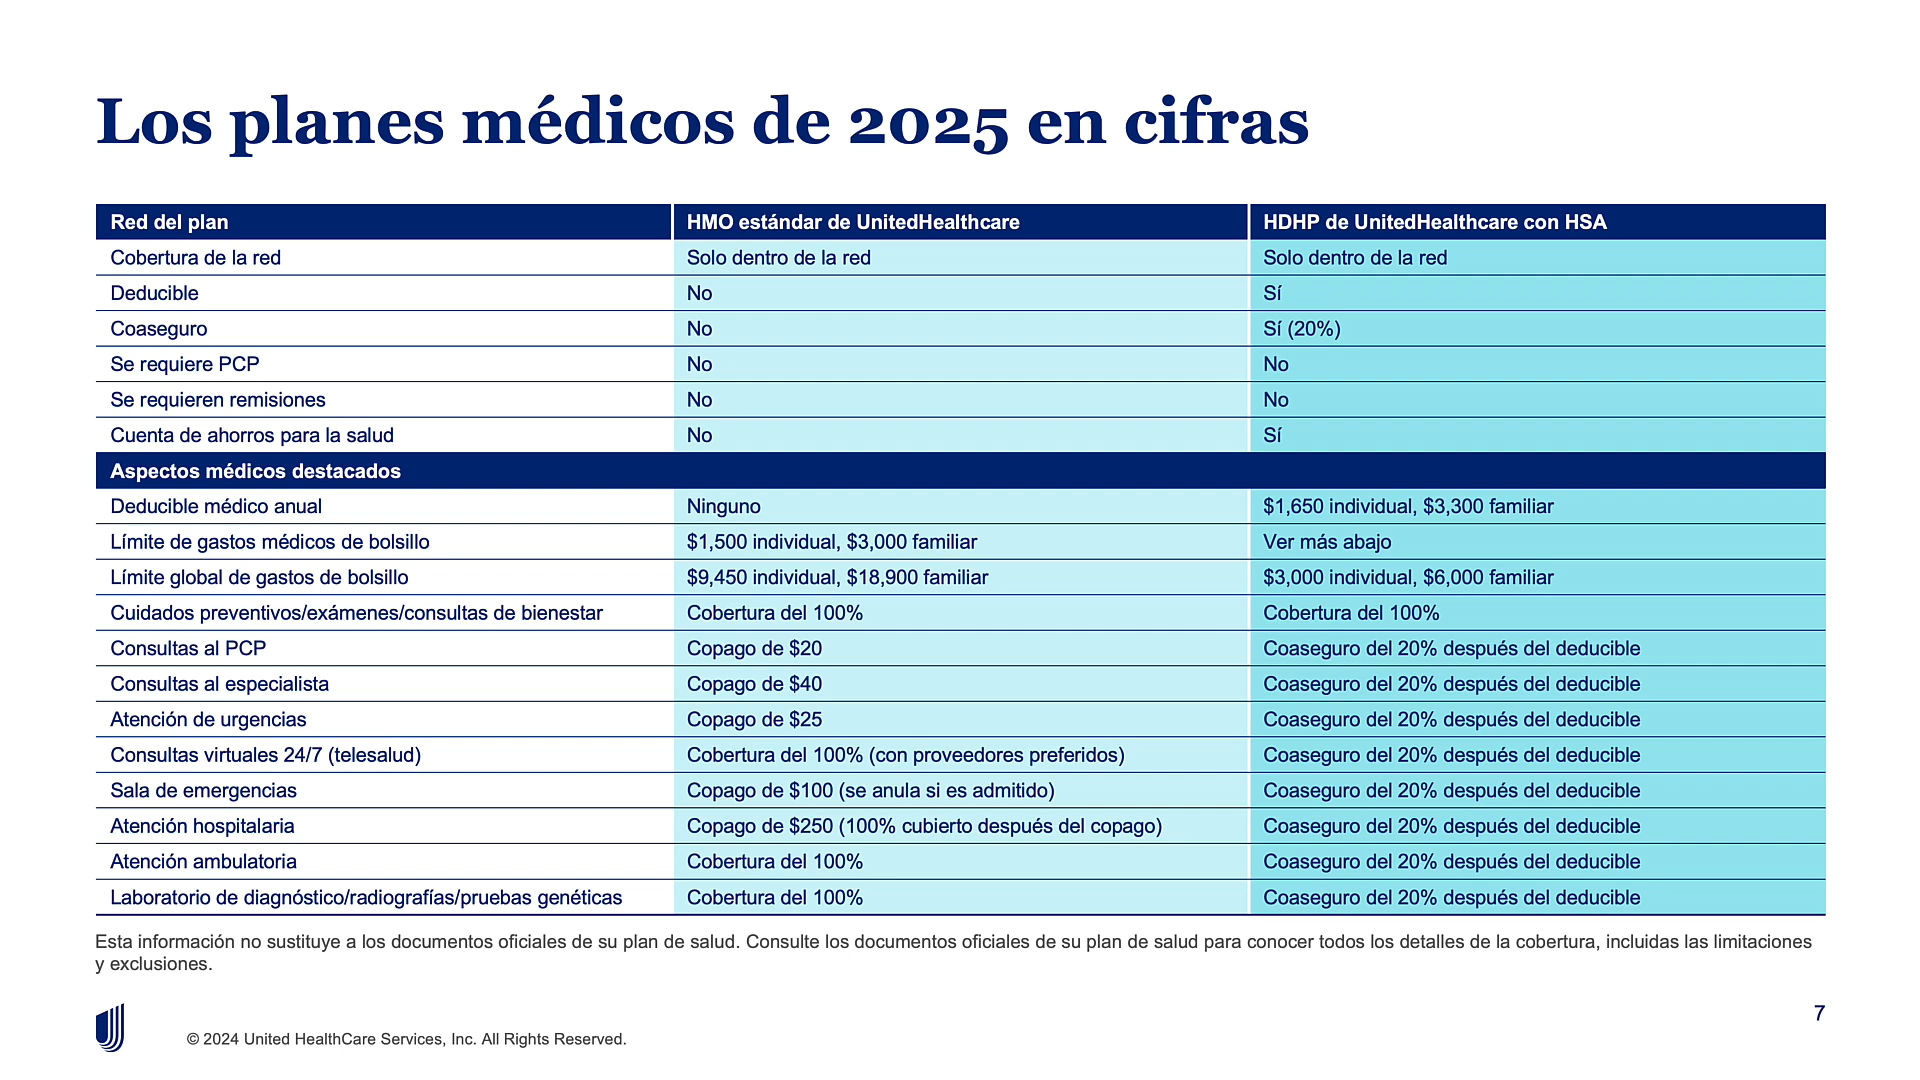 Los planes médicos de 2025 en cifras
Red del plan HMO estándar de UnitedHealthcare HDHP de UnitedHealthcare con HSA
Cobertura de la red Solo dentro de la red Solo dentro de la red
Deducible No Sí
Coaseguro No Sí (20%)
Se requiere PCP No No
Se requieren remisiones No No
Cuenta de ahorros para la salud No Sí
Aspectos médicos destacados
Deducible médico anual Ninguno $1,650 individual, $3,300 familiar
Límite de gastos médicos de bolsillo $1,500 individual, $3,000 familiar Ver más abajo
Límite global de gastos de bolsillo $9,450 individual, $18,900 familiar $3,000 individual, $6,000 familiar
Cuidados preventivos/exámenes/consultas de bienestar Cobertura del 100% Cobertura del 100%
Consultas al PCP Copago de $20 Coaseguro del 20% después del deducible
Consultas al especialista Copago de $40 Coaseguro del 20% después del deducible
Atención de urgencias Copago de $25 Coaseguro del 20% después del deducible
Consultas virtuales 24/7 (telesalud) Cobertura del 100% (con proveedores preferidos) Coaseguro del 20% después del deducible
Sala de emergencias Copago de $100 (se anula si es admitido) Coaseguro del 20% después del deducible
Atención hospitalaria Copago de $250 (100% cubierto después del copago) Coaseguro del 20% después del deducible
Atención ambulatoria Cobertura del 100% Coaseguro del 20% después del deducible
Laboratorio de diagnóstico/radiografías/pruebas genéticas Cobertura del 100% Coaseguro del 20% después del deducible
Esta información no sustituye a los documentos oficiales de su plan de salud. Consulte los documentos oficiales de su plan de salud para conocer todos los detalles de la cobertura, incluidas las limitaciones
y exclusiones.
7
© 2024 United HealthCare Services, Inc. All Rights Reserved.